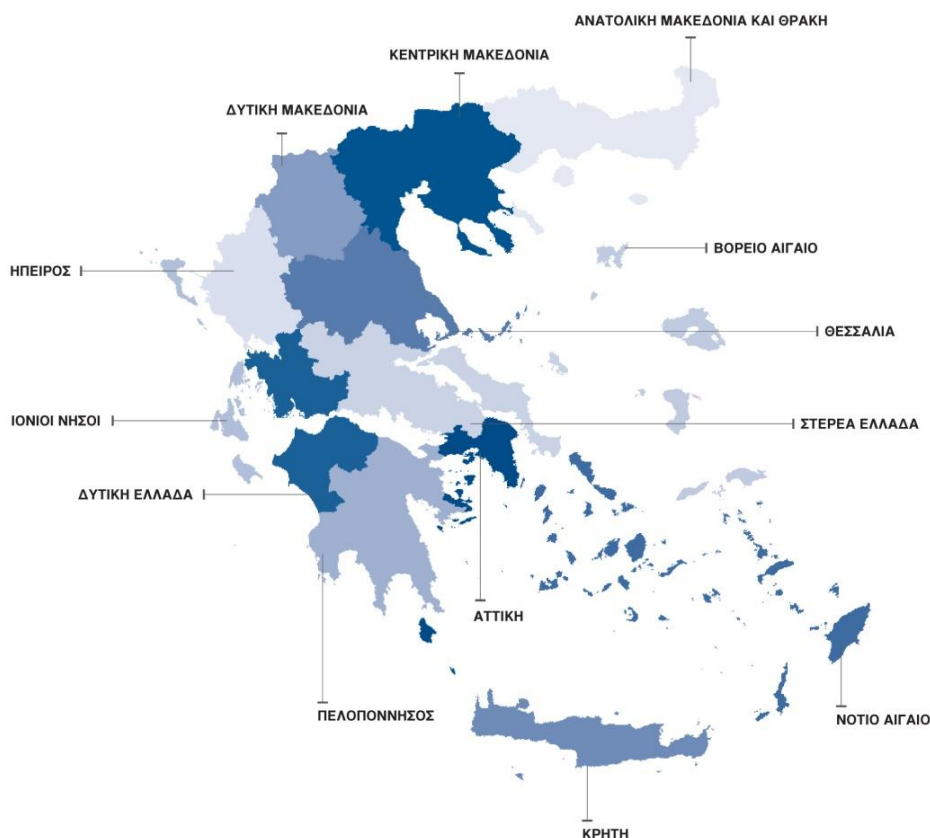 ΑΝΑΤΟΛΙΚΗ ΜΑΚΕΔΟΝΙΑ ΚΑΙ ΘΡΑΚΗ
ΚΕΝΤΡΙΚΗ ΜΑΚΕΔΟΝΙΑ
ΔΥΤΙΚΗ ΜΑΚΕΔΟΝΙΑ
ΒΟΡΕΙΟ ΑΙΓΑΙΟ
ΗΠΕΙΡΟΣ
ΘΕΣΣΑΛΙΑ
ΙΟΝΙΟΙ ΝΗΣΟΙ
ΣΤΕΡΕΑ ΕΛΛΑΔΑ
ΔΥΤΙΚΗ ΕΛΛΑΔΑ
ΑΤΤΙΚΗ
ΠΕΛΟΠΟΝΝΗΣΟΣ
ΝΟΤΙΟ ΑΙΓΑΙΟ
ΚΡΗΤΗ